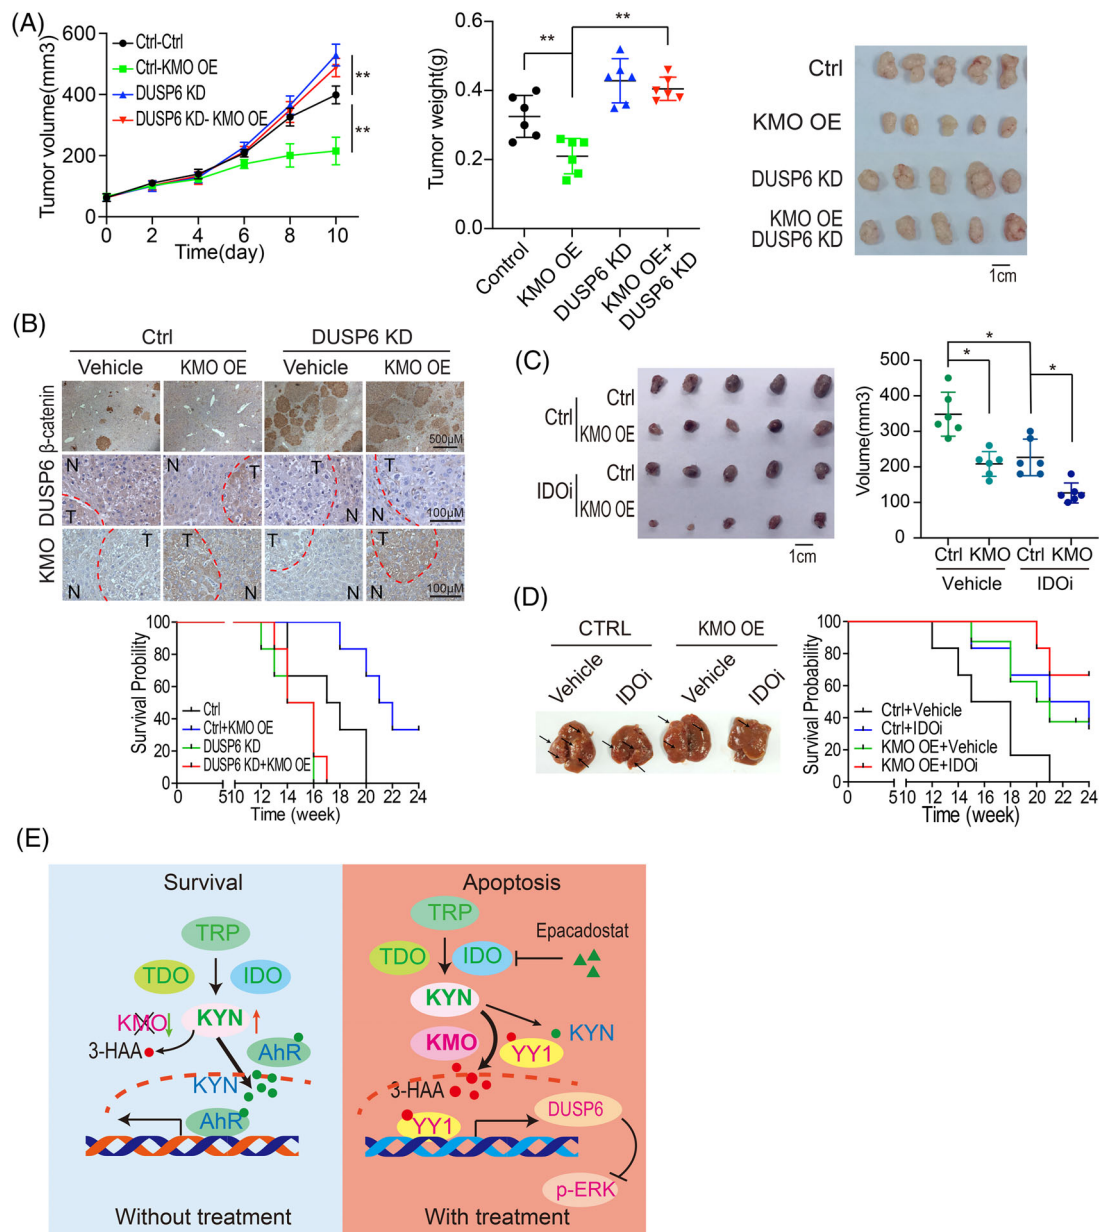 (A)
Tumor volume(mm3)
600
400
200
0
Ctrl-Ctrl
Ctrl-KMO OE
DUSP6 KD
DUSP6 KD- KMO OE
**
**
0 2 4 6 8 10
Time(day)
Tumor weight(g)
0.6
0.4
0.2
0.0
**
**
Control
KMO OE
DUSP6 KD
KMO OE+
DUSP6 KD
Ctrl
KMO OE
DUSP6 KD
KMO OE
DUSP6 KD
1cm
(B)
Ctrl DUSP6 KD
Vehicle KMO OE Vehicle KMO OE
β-catenin
500μM
DUSP6
N T
N T
T N
T N
100μM
KMO
T N
T N
T N
T N
100μM
Survival Probility
100
80
60
40
20
0
Ctrl
Ctrl+KMO OE
DUSP6 KD
DUSP6 KD+KMO OE
0 510 12 14 16 18 20 22 24
Time (week)
(C)
Ctrl
Ctrl
KMO OE
IDOi
Ctrl
KMO OE
1cm
Volume(mm3)
500
400
300
200
100
0
*
*
*
Ctrl KMO Ctrl KMO
Vehicle IDOi
(D)
CTRL KMO OE
Vehicle IDOi Vehicle IDOi
Survival Probability
100
80
60
40
20
0
Ctrl+Vehicle
Ctrl+IDOi
KMO OE+Vehicle
KMO OE+IDOi
0 510 12 14 16 18 20 22 24
Time (week)
(E)
Survival
TRP
TDO IDO
KMO KYN
3-HAA AhR
KYN
AhR
Without treatment
Apoptosis
TRP
Epacadostat
TDO IDO
KYN
KYN
KMO YY1
3-HAA
YY1
DUSP6
p-ERK
With treatment